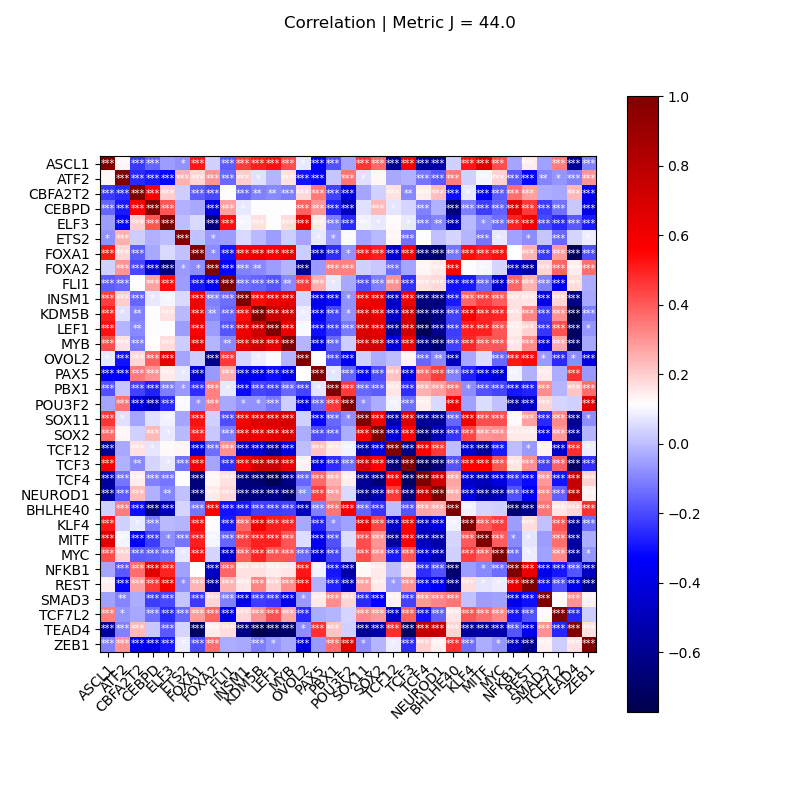 Correlation | Metric J = 44.0
ASCL1
ATF2
CBFA2T2
CEBPD
ELF3
ETS2
FOXA1
FOXA2
FLI1
INSM1
KDM5B
LEF1
MYB
OVOL2
PAX5
PBX1
POU3F2
SOX11
SOX2
TCF12
TCF3
TCF4
NEUROD1
BHLHE40
KLF4
MITF
MYC
NFKB1
REST
SMAD3
TCF7L2
TEAD4
ZEB1
ASCL1
ATF2
CBFA2T2
CEBPD
ELF3
ETS2
FOXA1
FOXA2
FLI1
INSM1
KDM5B
LEF1
MYB
OVOL2
PAX5
PBX1
POU3F2
SOX11
SOX2
TCF12
TCF3
TCF4
NEUROD1
BHLHE40
KLF4
MITF
MYC
NFKB1
REST
SMAD3
TCF7L2
TEAD4
ZEB1
1.0
0.8
0.6
0.4
0.2
0.0
−0.2
−0.4
−0.6